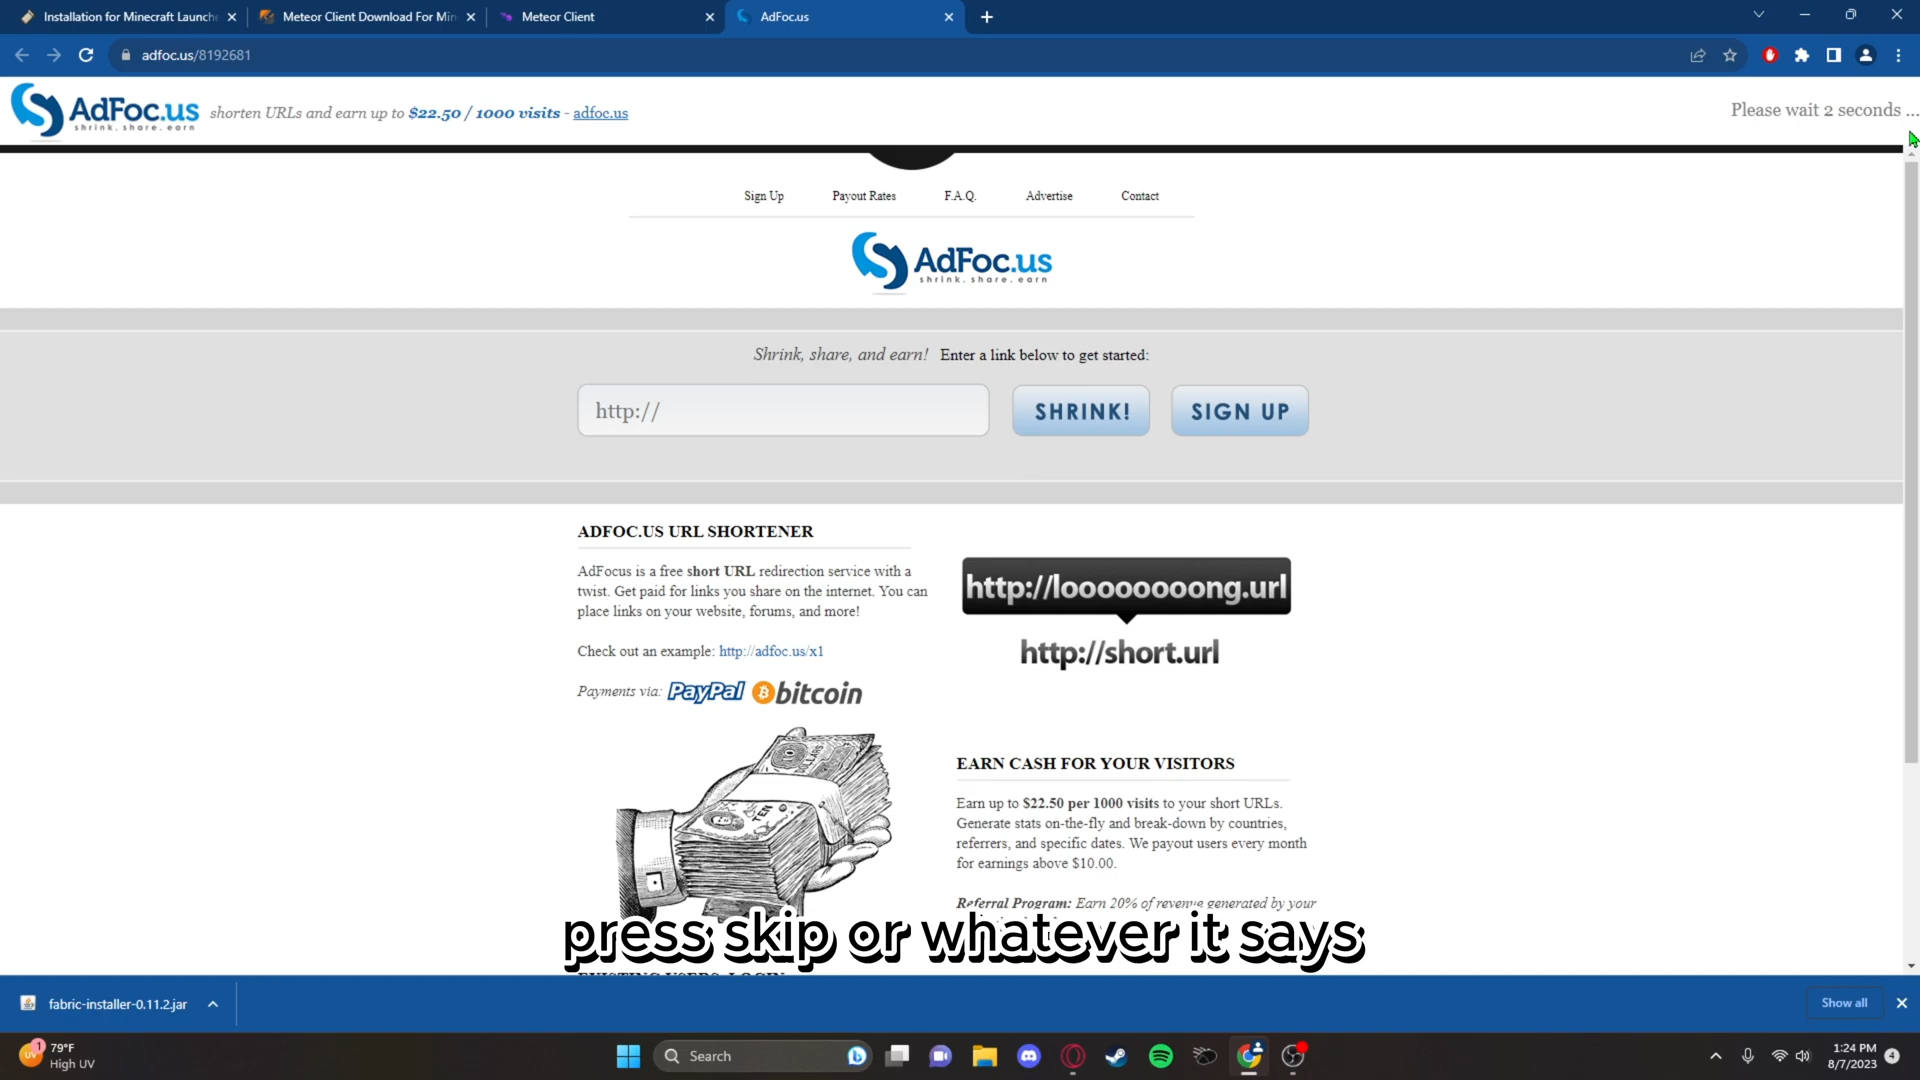 Installation for Minecraft Launche
Meteor Client Download For Min
Meteor Client
AdFoc.us
adfoc.us/8192681
AdFoc.us
shrink. share. earn
shorten URLs and earn up to $22.50 / 1000 visits - adfoc.us
Please wait 2 seconds ...
Sign Up
Payout Rates
F.A.Q.
Advertise
Contact
AdFoc.us
shrink. share. earn
Shrink, share, and earn! Enter a link below to get started:
http://
SHRINK!
SIGN UP
ADFOC.US URL SHORTENER
AdFocus is a free short URL redirection service with a
twist. Get paid for links you share on the internet. You can
place links on your website, forums, and more!
Check out an example: http://adfoc.us/x1
Payments via: PayPal bitcoin
http://loooooooong.url
http://short.url
EARN CASH FOR YOUR VISITORS
Earn up to $22.50 per 1000 visits to your short URLs.
Generate stats on-the-fly and break-down by countries,
referrers, and specific dates. We payout users every month
for earnings above $10.00.
Referral Program: Earn 20% of revenue generated by your
press skip or whatever it says
EXISTING USERS, LOGIN
fabric-installer-0.11.2.jar
Show all
79°F
High UV
Search
1:24 PM
8/7/2023
4